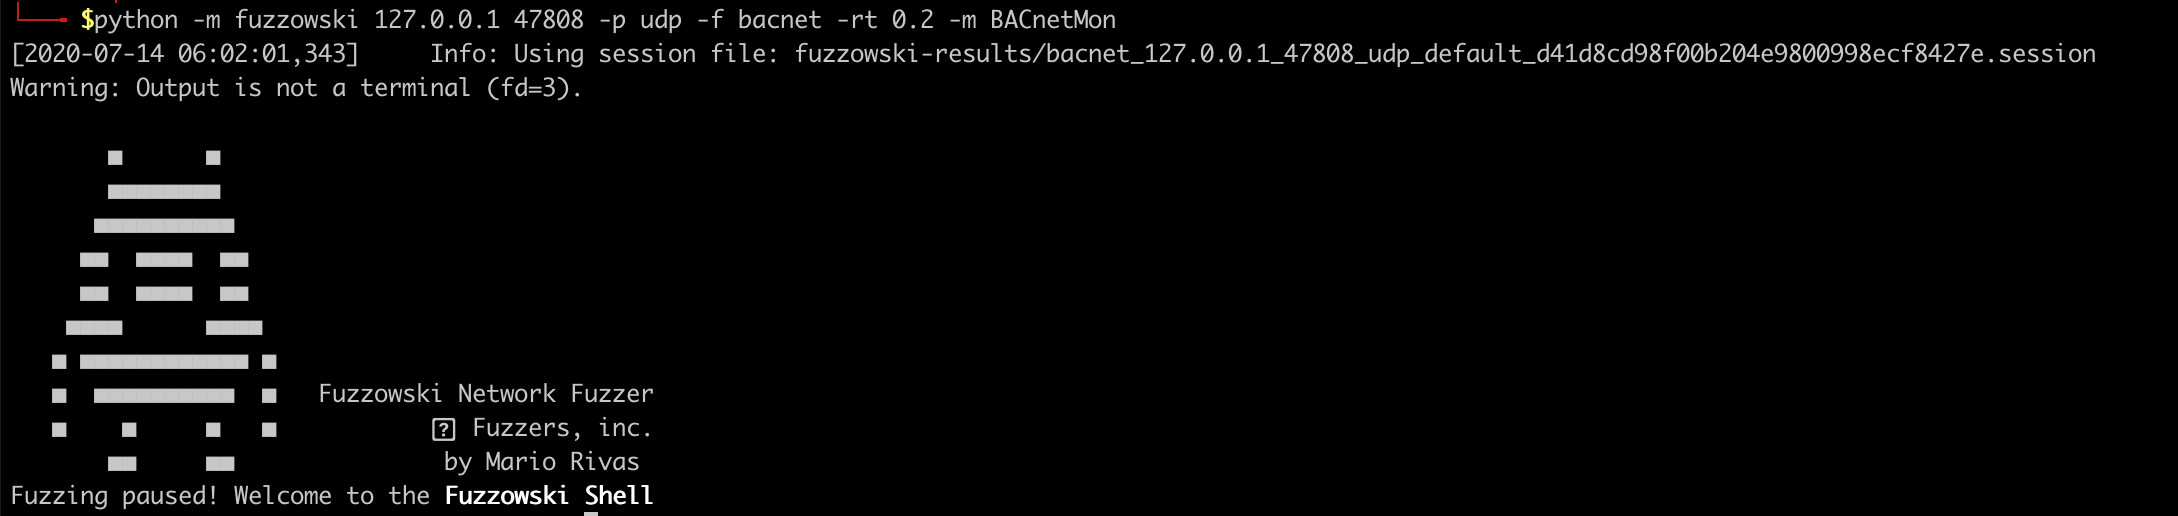 $python -m fuzzowski 127.0.0.1 47808 -p udp -f bacnet -rt 0.2 -m BACnetMon
[2020-07-14 06:02:01,343]     Info: Using session file: fuzzowski-results/bacnet_127.0.0.1_47808_udp_default_d41d8cd98f00b204e9800998ecf8427e.session
Warning: Output is not a terminal (fd=3).
Fuzzowski Network Fuzzer
🄯 Fuzzers, inc.
by Mario Rivas
Fuzzing paused! Welcome to the Fuzzowski Shell